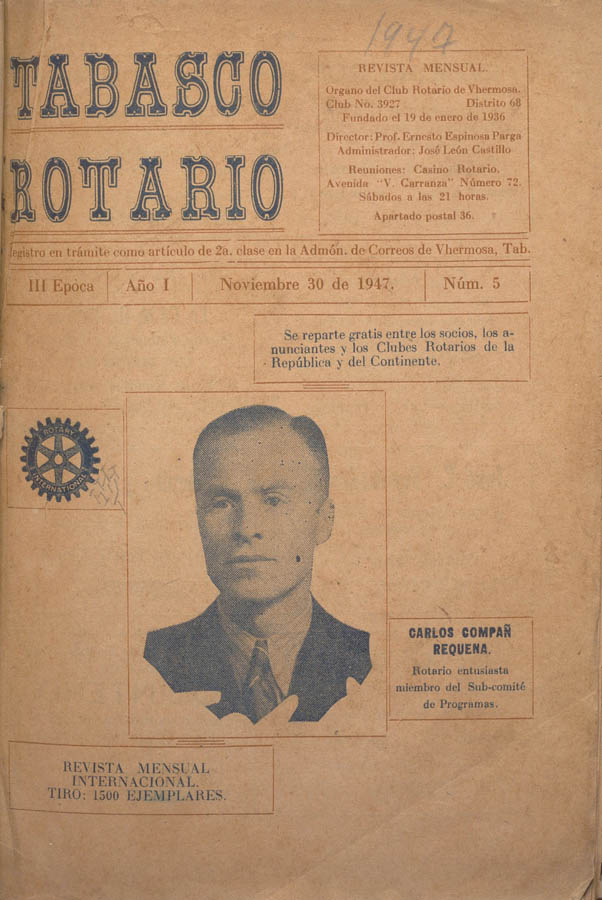 1947
TABASCO
ROTARIO
REVISTA MENSUAL.
Organo del Club Rotario de Vhermosa.
Club No. 3927 Distrito 68
Fundado el 19 de enero de 1936
Director: Prof. Ernesto Espinosa Parga
Administrador: José León Castillo
Reuniones: Casino Rotario.
Avenida "V. Carranza" Número 72.
Sábados a las 21 horas.
Apartado postal 36.
Registro en trámite como artículo de 2a. clase en la Admón. de Correos de Vhermosa, Tab.
III Epoca Año I Noviembre 30 de 1947. Núm. 5
Se reparte gratis entre los socios, los a-
nunciantes y los Clubes Rotarios de la
República y del Continente.
ROTARY
INTERNATIONAL
CARLOS COMPAÑ
REQUENA.
Rotario entusiasta
miembro del Sub-comité
de Programas.
REVISTA MENSUAL
INTERNACIONAL.
TIRO: 1500 EJEMPLARES.